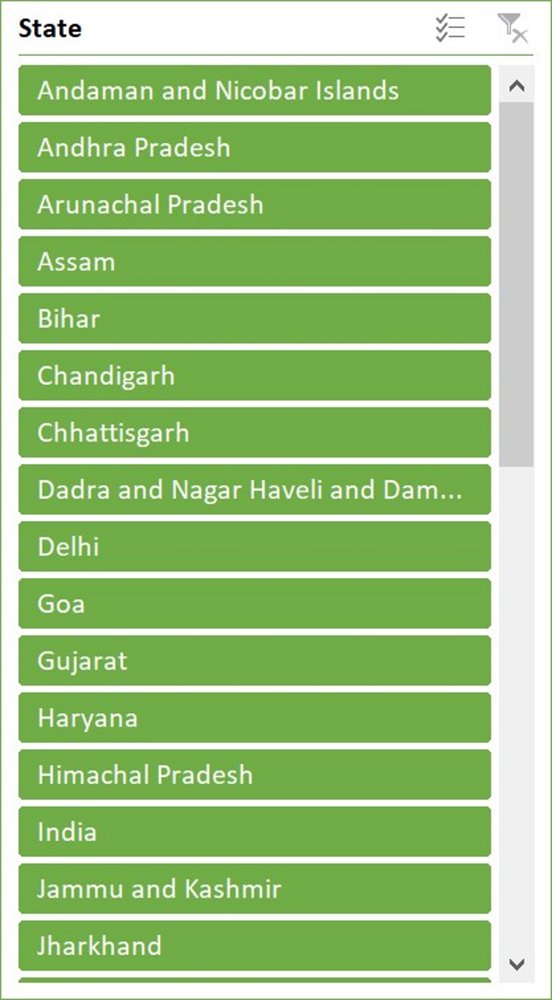 State
Andaman and Nicobar Islands
Andhra Pradesh
Arunachal Pradesh
Assam
Bihar
Chandigarh
Chhattisgarh
Dadra and Nagar Haveli and Dam...
Delhi
Goa
Gujarat
Haryana
Himachal Pradesh
India
Jammu and Kashmir
Jharkhand